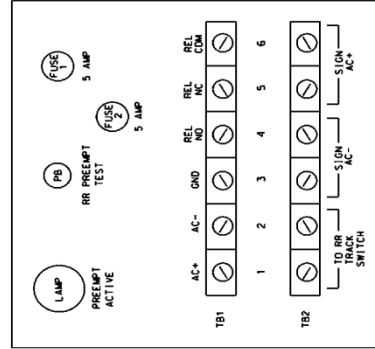 LAMP
PREEMPT
ACTIVE
PB
RR PREEMPT
TEST
FUSE
2
5 AMP
FUSE
1
5 AMP
AC+
AC-
GND
REL
NO
REL
NC
REL
COM
TB1
1 2 3 4 5 6
TB2
TO RR
TRACK
SWITCH
SIGN
AC-
SIGN
AC+